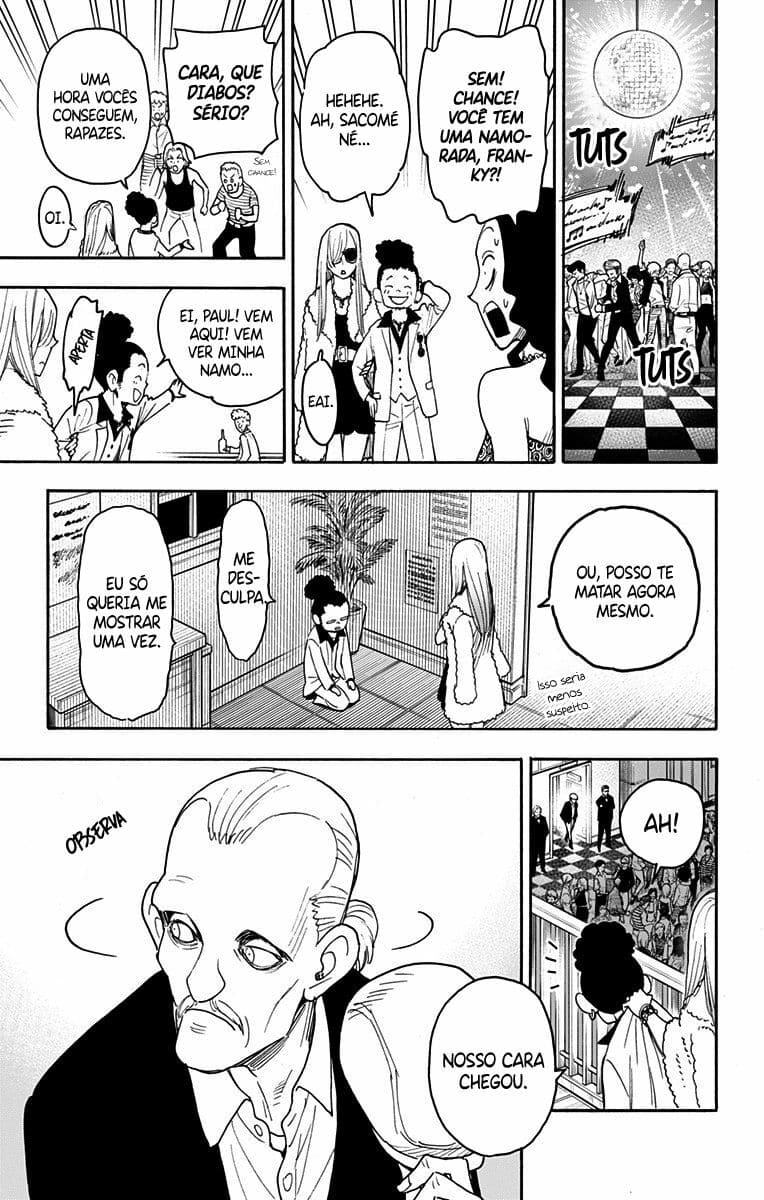 TUTS
TUTS
SEM!
CHANCE!
VOCÊ TEM
UMA NAMO-
RADA, FRAN-
KY?!
HEHEHE.
AH, SACOMÉ
NÉ...
EAI.
CARA, QUE
DIABOS?
SÉRIO?
SEM
CHANCE!
UMA
HORA VOCÊS
CONSEGUEM,
RAPAZES.
OI.
EI, PAUL! VEM
AQUI! VEM
VER MINHA
NAMO...
APERTA
OU, POSSO TE
MATAR AGORA
MESMO.
Isso seria
menos
suspeito.
ME
DES-
CULPA.
EU SÓ
QUERIA ME
MOSTRAR
UMA VEZ.
AH!
OBSERVA
NOSSO CARA
CHEGOU.